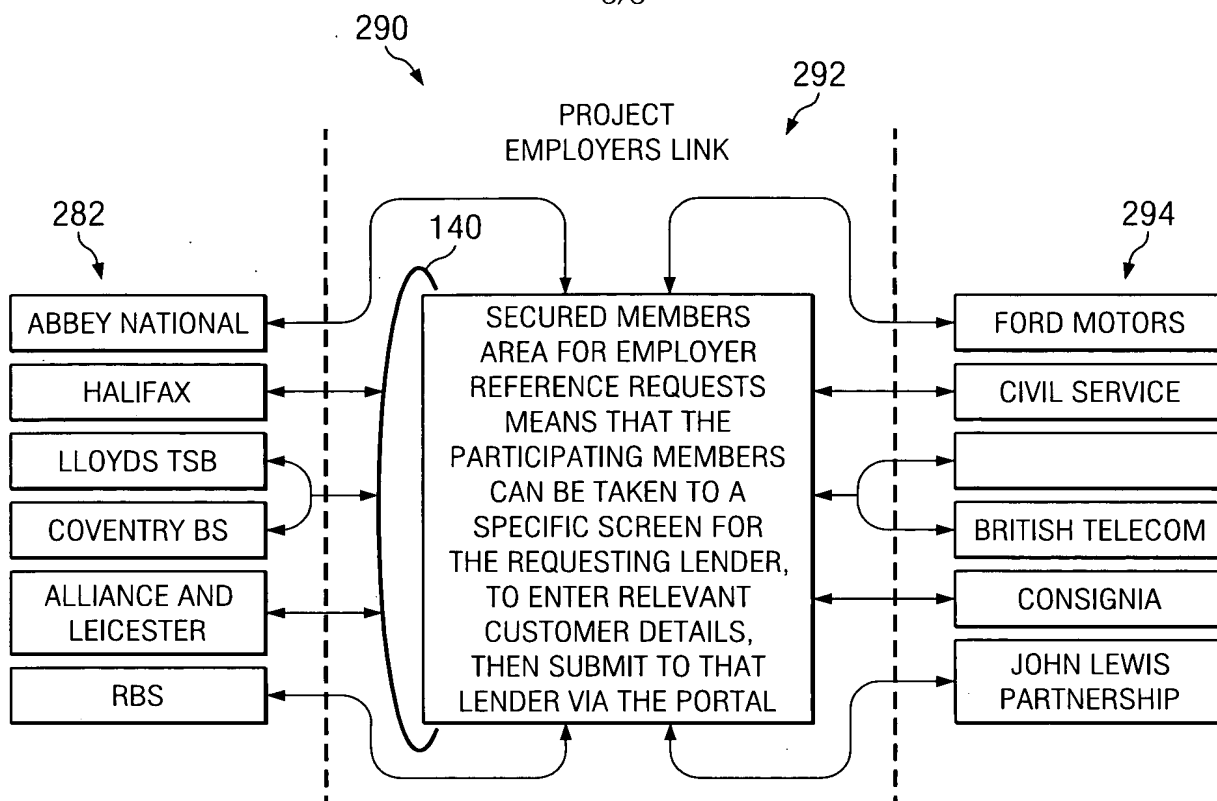 290
292
PROJECT
EMPLOYERS LINK
282
140
294
ABBEY NATIONAL
HALIFAX
LLOYDS TSB
COVENTRY BS
ALLIANCE AND
LEICESTER
RBS
SECURED MEMBERS
AREA FOR EMPLOYER
REFERENCE REQUESTS
MEANS THAT THE
PARTICIPATING MEMBERS
CAN BE TAKEN TO A
SPECIFIC SCREEN FOR
THE REQUESTING LENDER,
TO ENTER RELEVANT
CUSTOMER DETAILS,
THEN SUBMIT TO THAT
LENDER VIA THE PORTAL
FORD MOTORS
CIVIL SERVICE
BRITISH TELECOM
CONSIGNIA
JOHN LEWIS
PARTNERSHIP